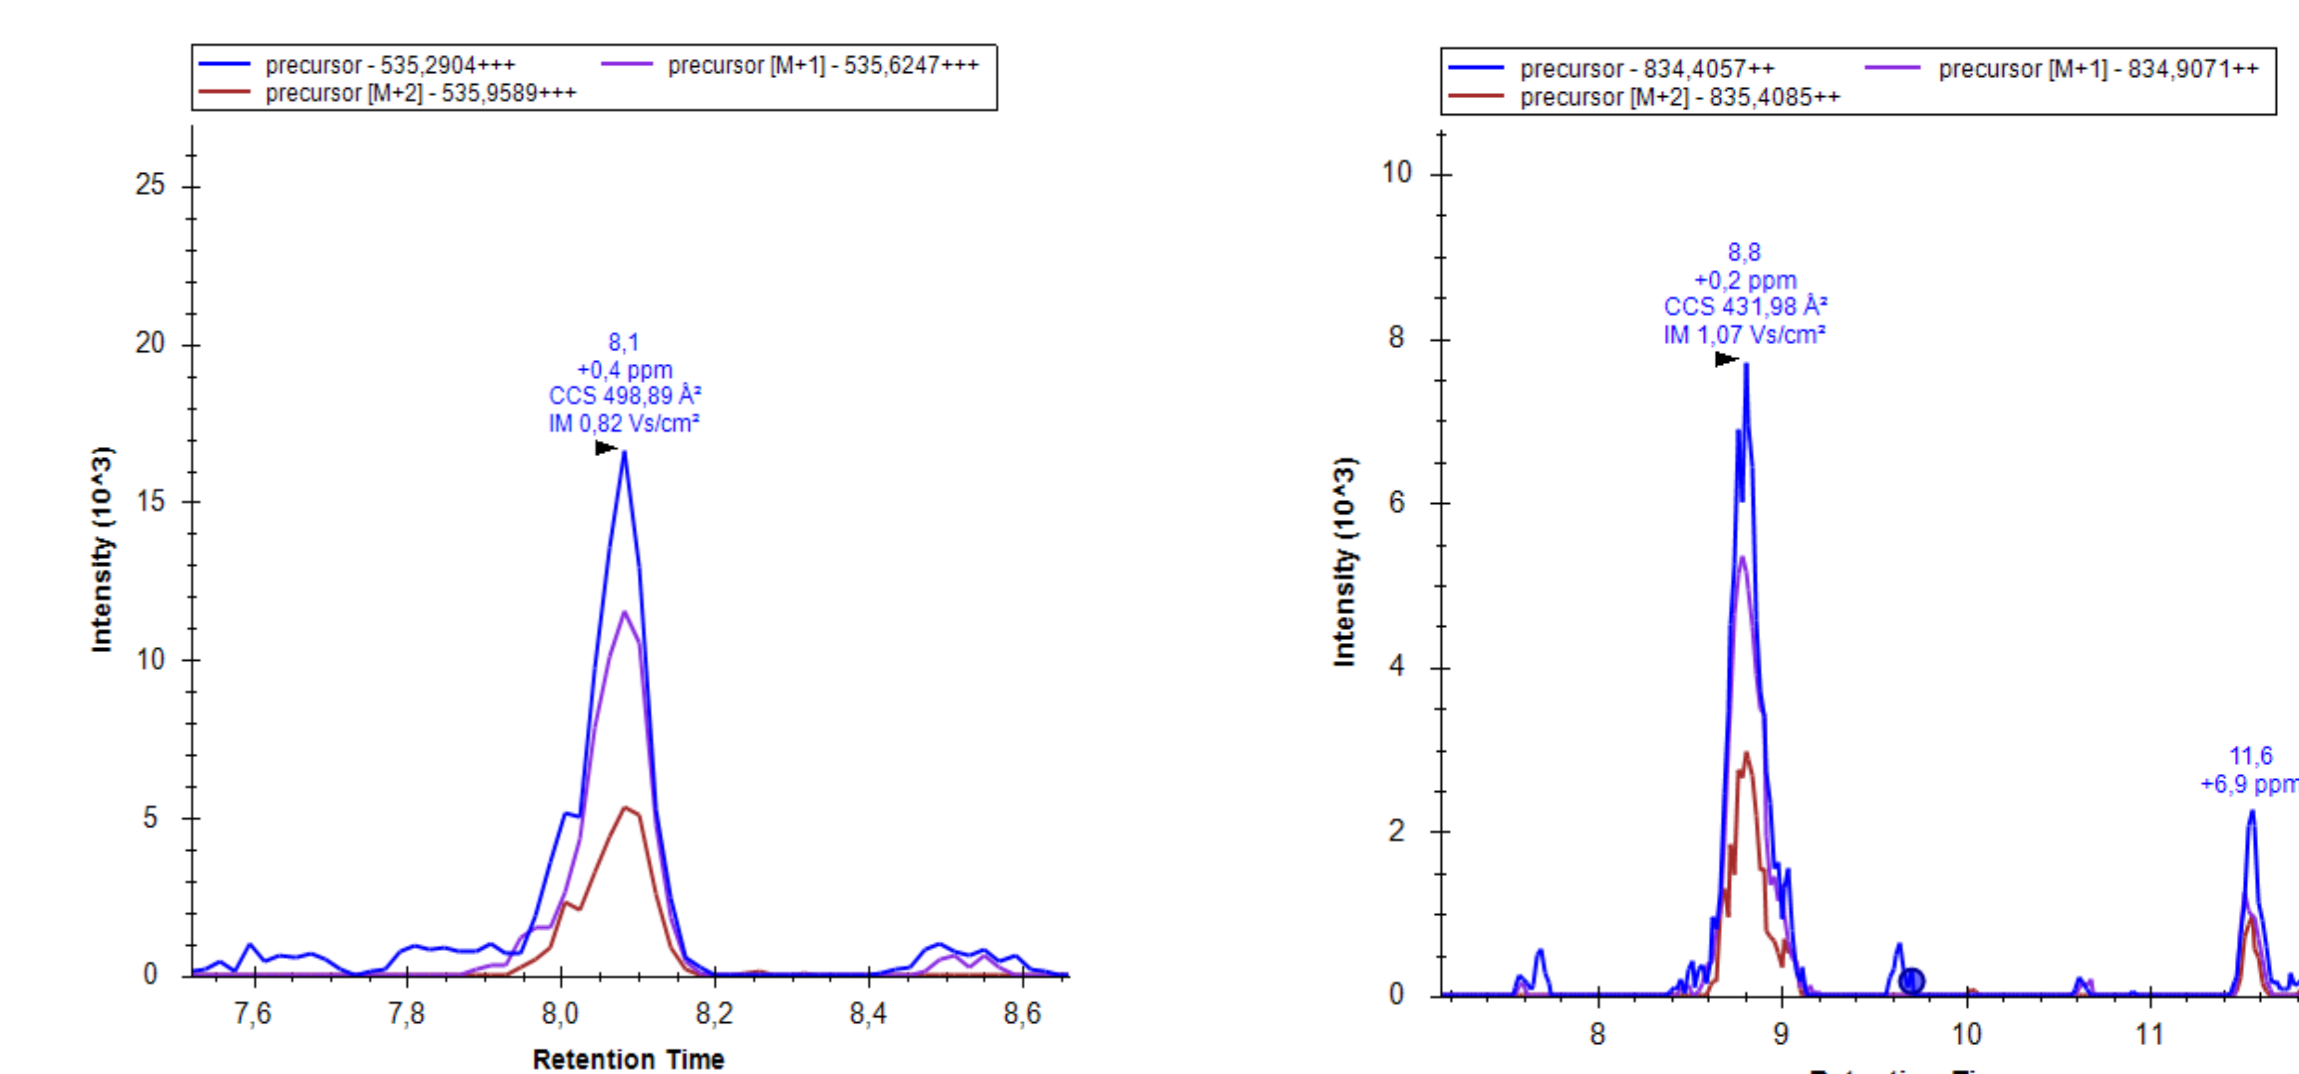 precursor - 535,2904+++ precursor [M+1] - 535,6247+++
precursor [M+2] - 535,9589+++
25
20
15
10
5
0
Intensity (10^3)
8,1
+0,4 ppm
CCS 498,89 Å²
IM 0,82 Vs/cm²
7,6 7,8 8,0 8,2 8,4 8,6
Retention Time
precursor - 834,4057++ precursor [M+1] - 834,9071++
precursor [M+2] - 835,4085++
10
8
6
4
2
0
Intensity (10^3)
8,8
+0,2 ppm
CCS 431,98 Å²
IM 1,07 Vs/cm²
11,6
+6,9 ppm
8 9 10 11